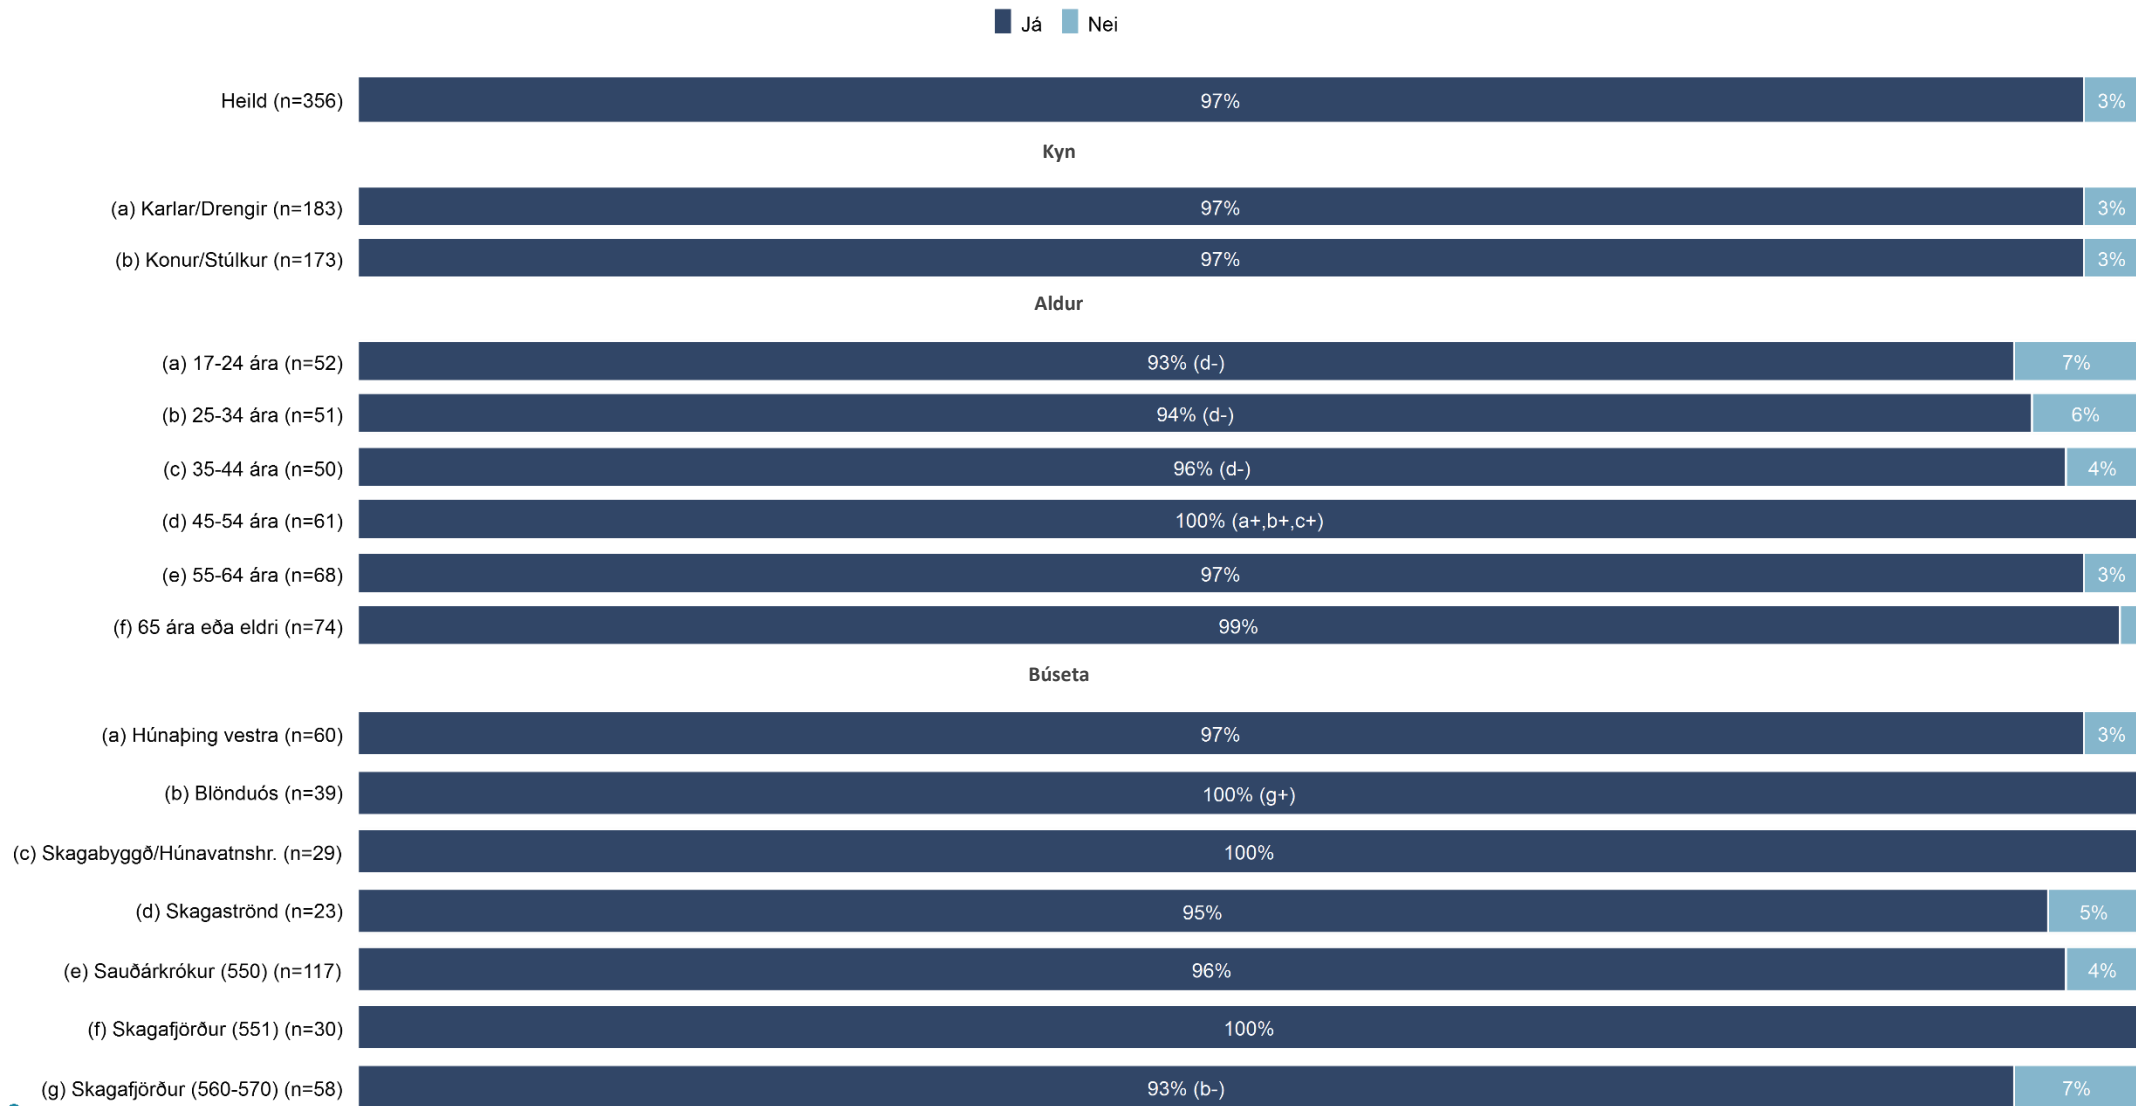 Já Nei
Heild (n=356) 97% 3%
Kyn
(a) Karlar/Drengir (n=183) 97% 3%
(b) Konur/Stúlkur (n=173) 97% 3%
Aldur
(a) 17-24 ára (n=52) 93% (d-) 7%
(b) 25-34 ára (n=51) 94% (d-) 6%
(c) 35-44 ára (n=50) 96% (d-) 4%
(d) 45-54 ára (n=61) 100% (a+,b+,c+)
(e) 55-64 ára (n=68) 97% 3%
(f) 65 ára eða eldri (n=74) 99%
Búseta
(a) Húnaþing vestra (n=60) 97% 3%
(b) Blönduós (n=39) 100% (g+)
(c) Skagabyggð/Húnavatnshr. (n=29) 100%
(d) Skagaströnd (n=23) 95% 5%
(e) Sauðárkrókur (550) (n=117) 96% 4%
(f) Skagafjörður (551) (n=30) 100%
(g) Skagafjörður (560-570) (n=58) 93% (b-) 7%